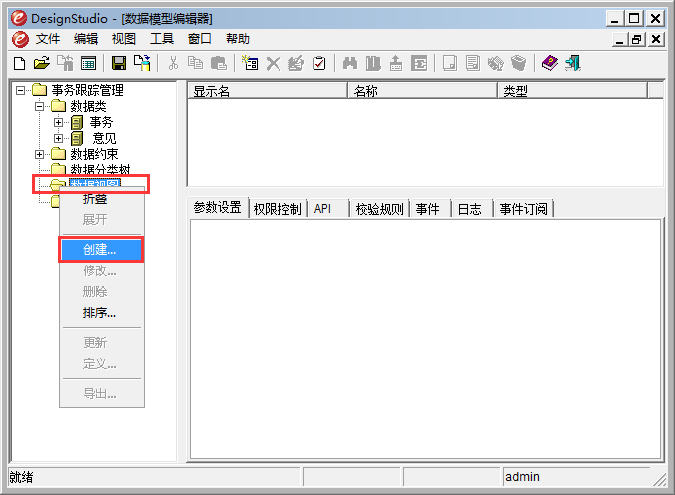 DesignStudio - [数据模型编辑器]
文件 编辑 视图 工具 窗口 帮助
事务跟踪管理
数据类
事务
意见
数据约束
数据分类树
数据视图
折叠
展开
创建...
修改...
删除
排序...
更新
定义...
导出...
显示名 名称 类型
参数设置 权限控制 API 校验规则 事件 日志 事件订阅
就绪 admin